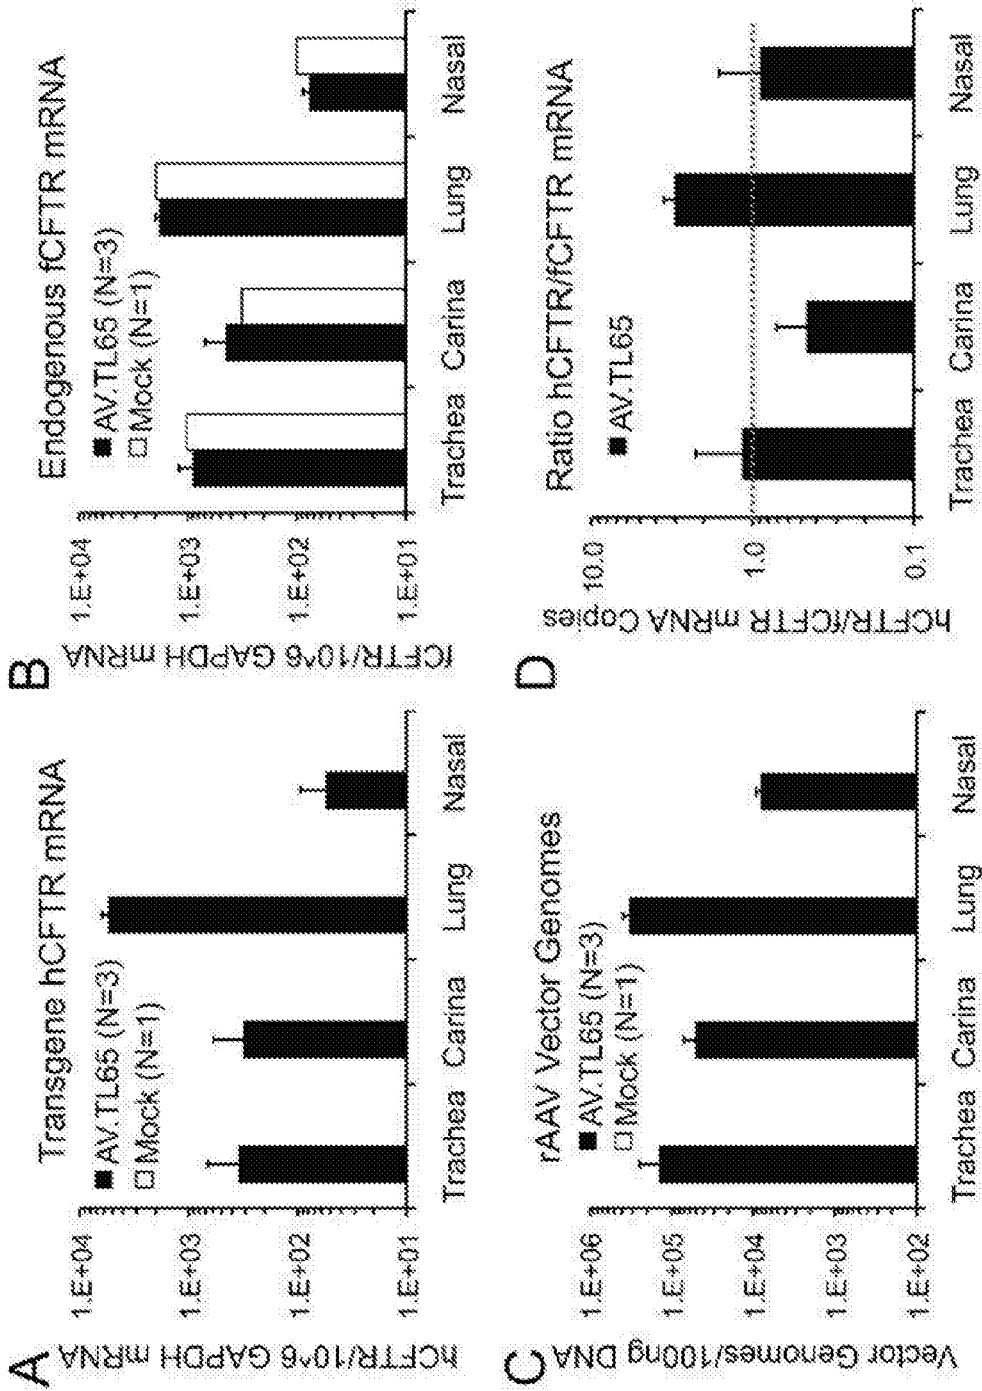 A
Transgene hCFTR mRNA
■ AV.TL65 (N=3)
□ Mock (N=1)
hCFTR/10^6 GAPDH mRNA
1.E+04
1.E+03
1.E+02
1.E+01
Trachea Carina Lung Nasal
B
Endogenous fCFTR mRNA
■ AV.TL65 (N=3)
□ Mock (N=1)
fCFTR/10^6 GAPDH mRNA
1.E+04
1.E+03
1.E+02
1.E+01
Trachea Carina Lung Nasal
C
rAAV Vector Genomes
■ AV.TL65 (N=3)
□ Mock (N=1)
Vector Genomes/100ng DNA
1.E+06
1.E+05
1.E+04
1.E+03
1.E+02
Trachea Carina Lung Nasal
D
Ratio hCFTR/fCFTR mRNA
■ AV.TL65
hCFTR/fCFTR mRNA Copies
10.0
1.0
0.1
Trachea Carina Lung Nasal